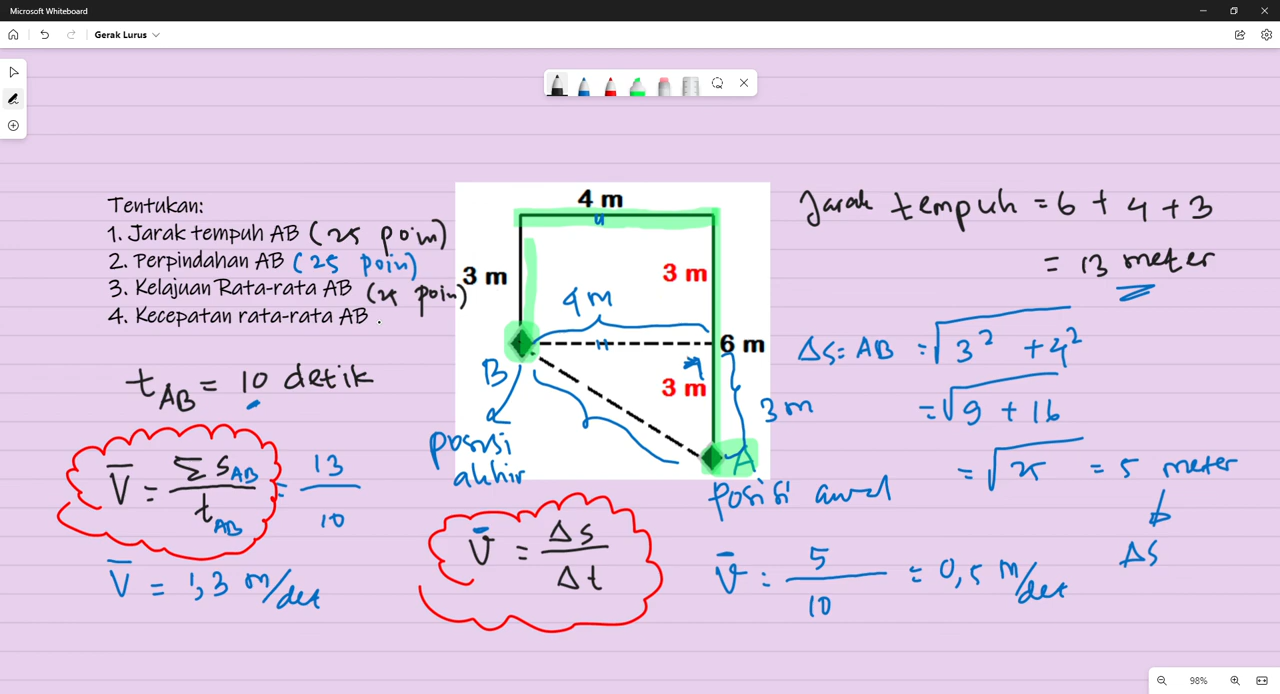 Microsoft Whiteboard
Gerak Lurus
Tentukan:
1. Jarak tempuh AB (25 poin)
2. Perpindahan AB (25 poin)
3. Kelajuan Rata-rata AB (25 poin)
4. Kecepatan rata-rata AB .
t_AB = 10 detik
V̅ = Σ S_AB / t_AB = 13 / 10
V̅ = 1,3 m/det
4 m
3 m
3 m
4 m
6 m
B
3 m
3 m
A
posisi akhir
posisi awal
V̅ = Δs / Δt
Jarak tempuh = 6 + 4 + 3
= 13 meter
ΔS = AB = √3² + 4²
= √9 + 16
= √25 = 5 meter
ΔS
V̅ = 5 / 10 = 0,5 m/det
98%